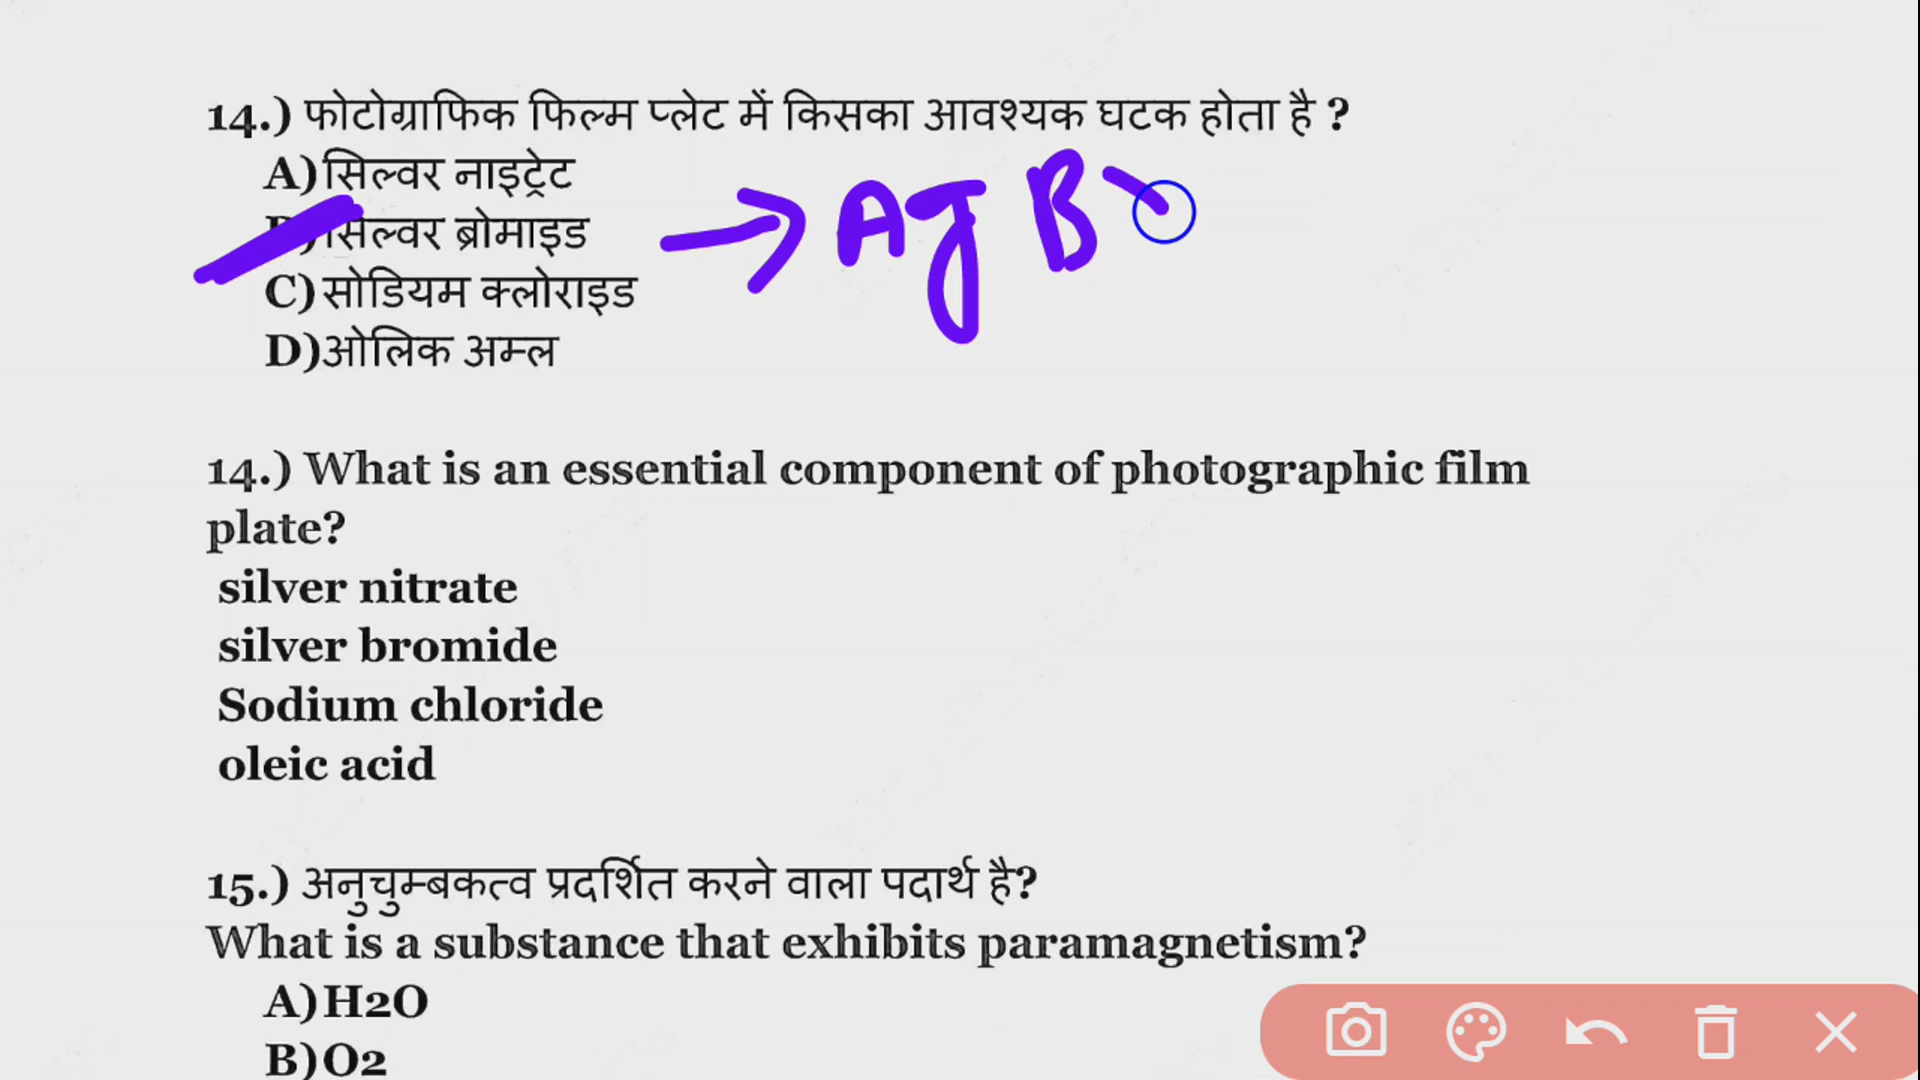 14.) फोटोग्राफिक फिल्म प्लेट में किसका आवश्यक घटक होता है ?
A) सिल्वर नाइट्रेट
सिल्वर ब्रोमाइड → Ag B
C) सोडियम क्लोराइड
D)ओलिक अम्ल
14.) What is an essential component of photographic film
plate?
silver nitrate
silver bromide
Sodium chloride
oleic acid
15.) अनुचुम्बकत्व प्रदर्शित करने वाला पदार्थ है?
What is a substance that exhibits paramagnetism?
A) H2O
B) O2